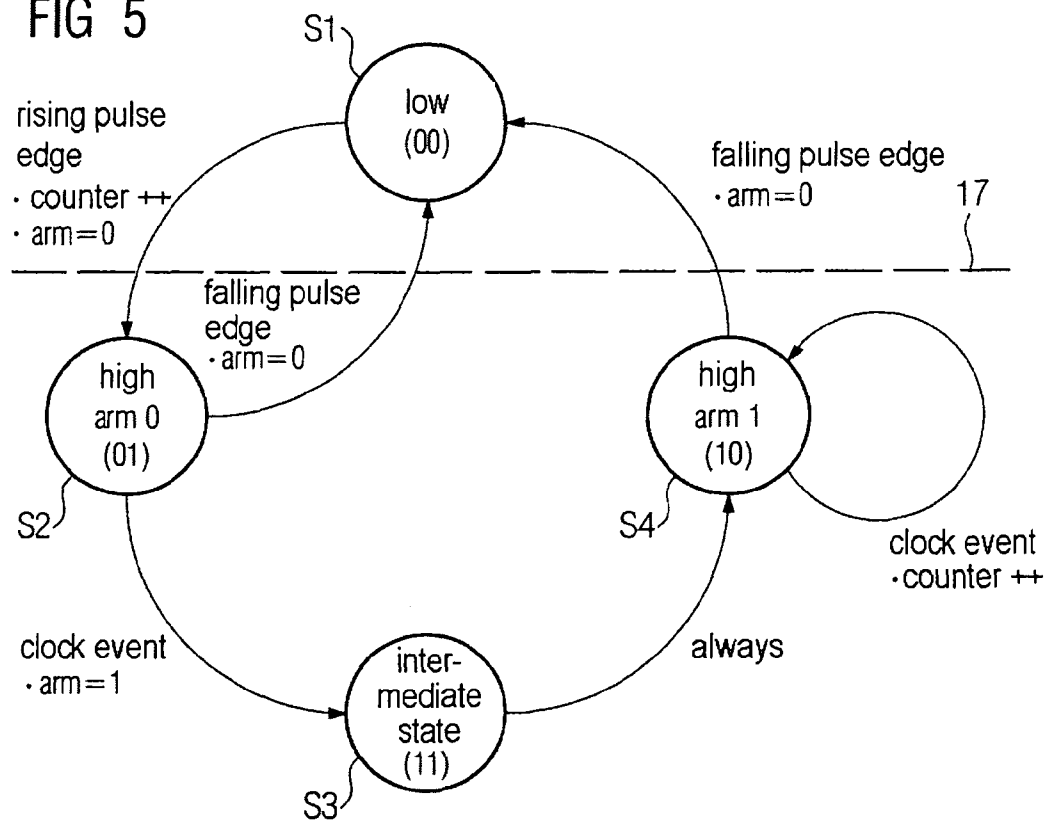 FIG 5
S1
low
(00)
rising pulse
edge
· counter ++
· arm=0
falling pulse edge
· arm=0
17
falling pulse
edge
· arm=0
high
arm 0
(01)
S2
high
arm 1
(10)
S4
clock event
· counter ++
clock event
· arm=1
always
inter-
mediate
state
(11)
S3